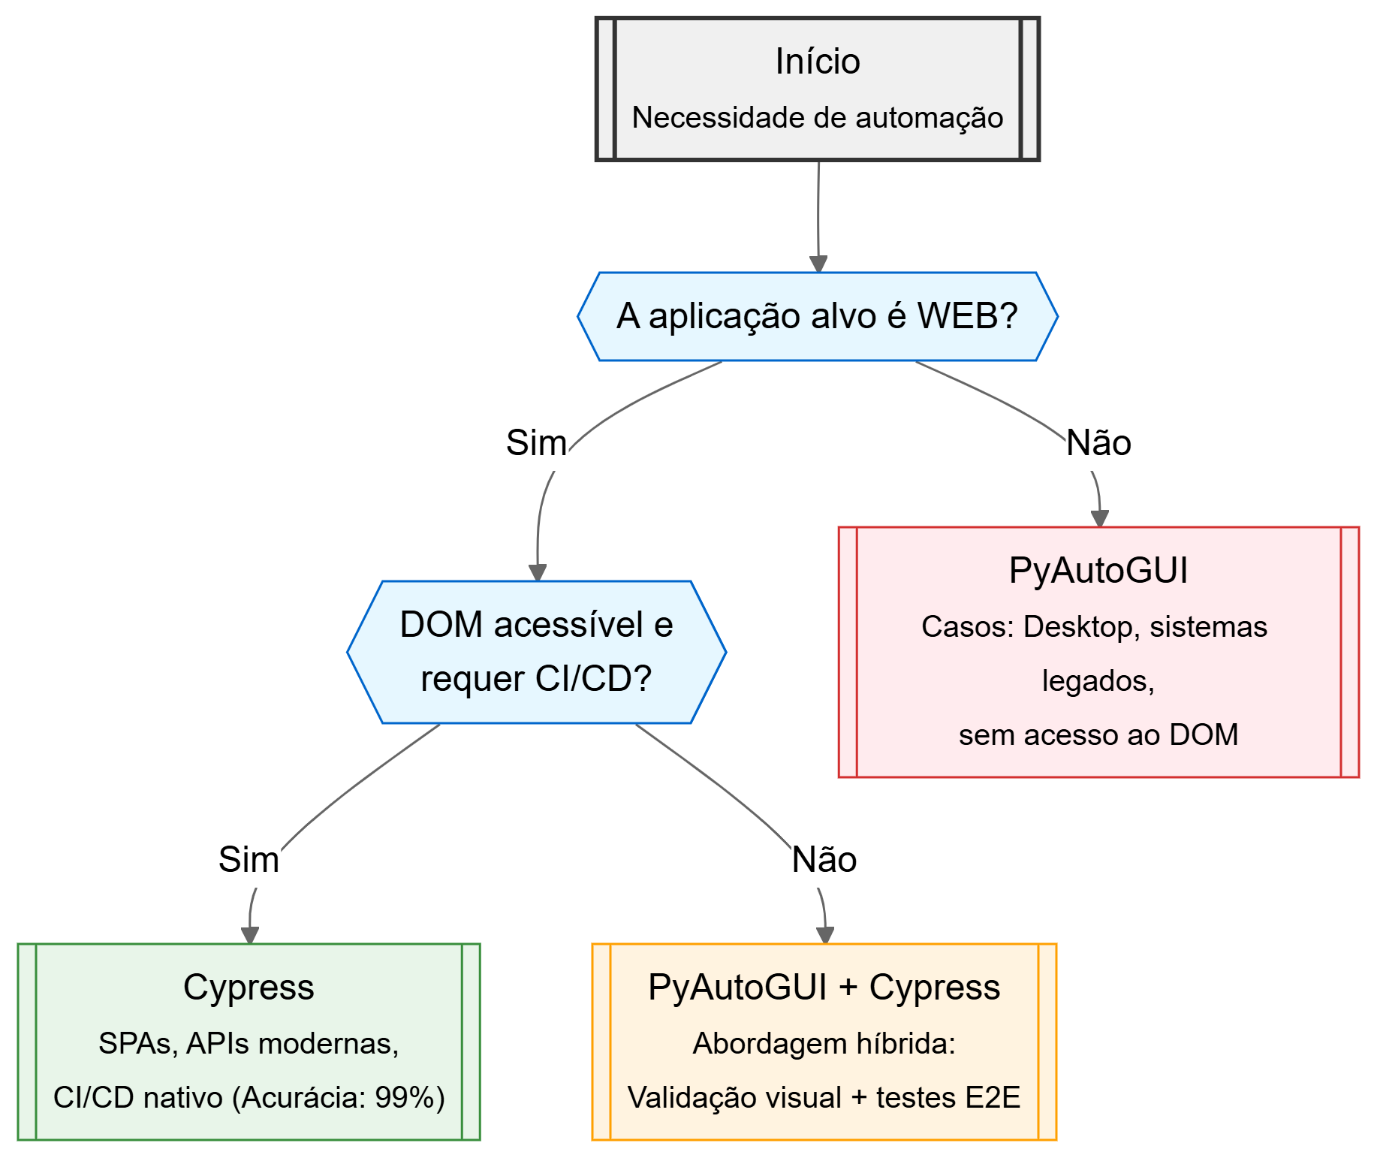 Início
Necessidade de automação
A aplicação alvo é WEB?
Sim
Não
PyAutoGUI
Casos: Desktop, sistemas
legados,
sem acesso ao DOM
DOM acessível e
requer CI/CD?
Sim
Não
Cypress
SPAs, APIs modernas,
CI/CD nativo (Acurácia: 99%)
PyAutoGUI + Cypress
Abordagem híbrida:
Validação visual + testes E2E